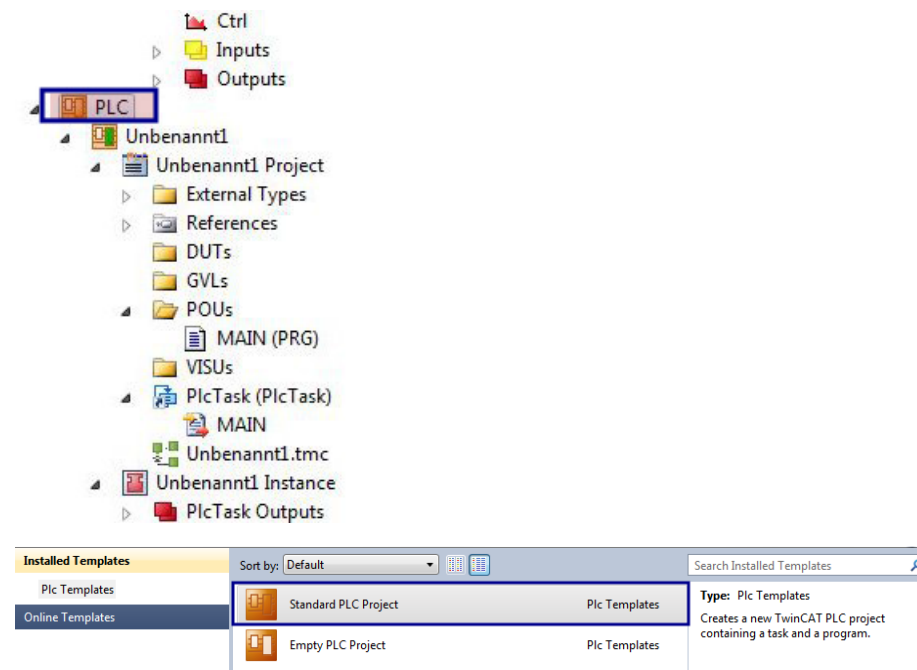 Ctrl
Inputs
Outputs
PLC
Unbenannt1
Unbenannt1 Project
External Types
References
DUTs
GVLs
POUs
MAIN (PRG)
VISUs
PlcTask (PlcTask)
MAIN
Unbenannt1.tmc
Unbenannt1 Instance
PlcTask Outputs
Installed Templates
Plc Templates
Online Templates
Sort by: Default
Standard PLC Project Plc Templates
Empty PLC Project Plc Templates
Search Installed Templates
Type: Plc Templates
Creates a new TwinCAT PLC project
containing a task and a program.